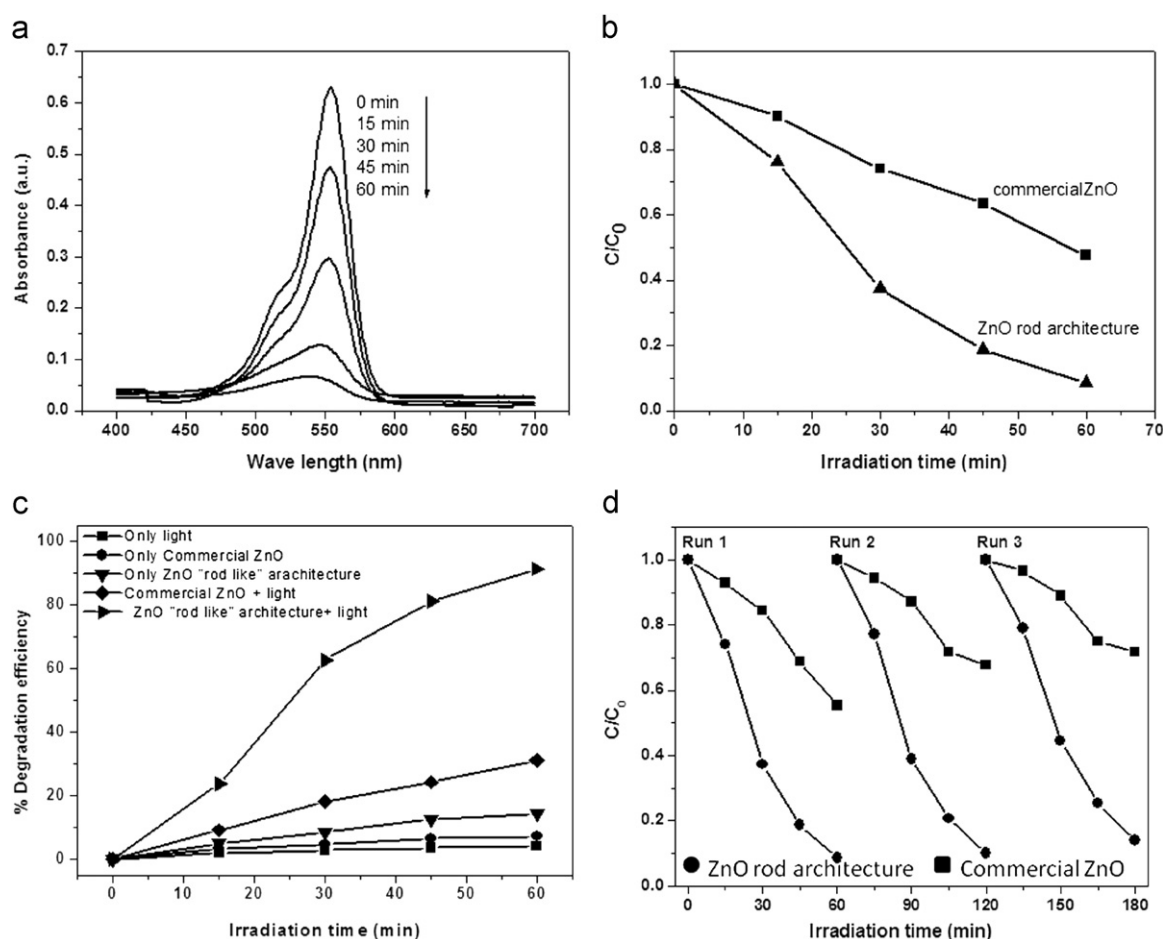 a
0.7
0.6
0.5
0.4
0.3
0.2
0.1
0.0
Absorbance (a.u.)
0 min
15 min
30 min
45 min
60 min
400 450 500 550 600 650 700
Wave length (nm)
b
1.0
0.8
0.6
0.4
0.2
0.0
C/C0
commercialZnO
ZnO rod architecture
0 10 20 30 40 50 60 70
Irradiation time (min)
c
100
80
60
40
20
0
% Degradation efficiency
Only light
Only Commercial ZnO
Only ZnO "rod like" arachitecture
Commercial ZnO + light
ZnO "rod like" architecture+ light
0 15 30 45 60
Irradiation time (min)
d
1.0
0.8
0.6
0.4
0.2
0.0
C/C0
Run 1 Run 2 Run 3
ZnO rod architecture Commercial ZnO
0 30 60 90 120 150 180
Irradiation time (min)